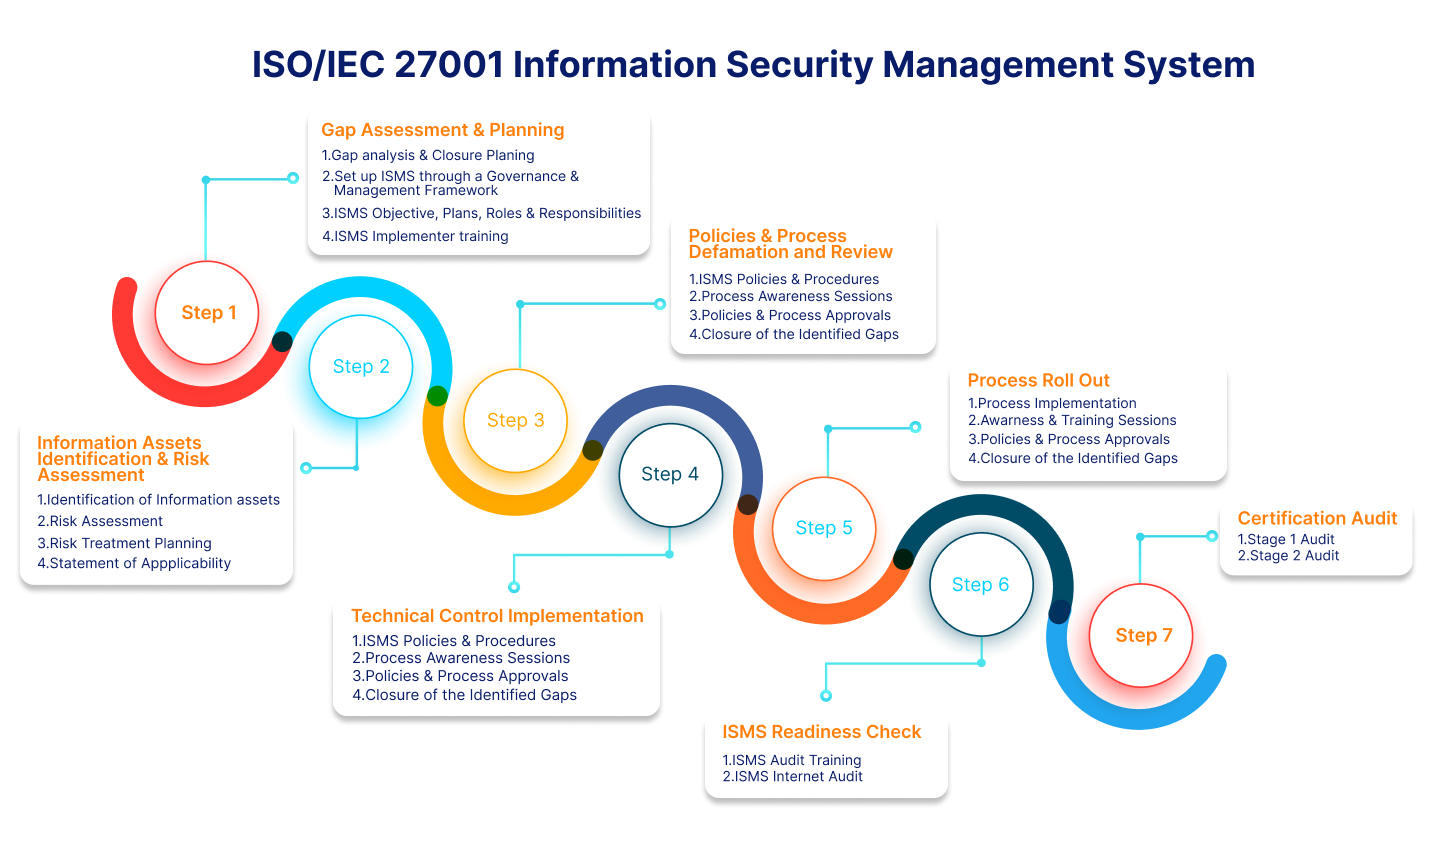 ISO/IEC 27001 Information Security Management System
Gap Assessment & Planning
1.Gap analysis & Closure Planing
2.Set up ISMS through a Governance &
Management Framework
3.ISMS Objective, Plans, Roles & Responsibilities
4.ISMS Implementer training
Step 1
Information Assets
Identification & Risk
Assessment
1.Identification of Information assets
2.Risk Assessment
3.Risk Treatment Planning
4.Statement of Appplicability
Step 2
Policies & Process
Defamation and Review
1.ISMS Policies & Procedures
2.Process Awareness Sessions
3.Policies & Process Approvals
4.Closure of the Identified Gaps
Step 3
Technical Control Implementation
1.ISMS Policies & Procedures
2.Process Awareness Sessions
3.Policies & Process Approvals
4.Closure of the Identified Gaps
Step 4
Process Roll Out
1.Process Implementation
2.Awarness & Training Sessions
3.Policies & Process Approvals
4.Closure of the Identified Gaps
Step 5
ISMS Readiness Check
1.ISMS Audit Training
2.ISMS Internet Audit
Step 6
Certification Audit
1.Stage 1 Audit
2.Stage 2 Audit
Step 7